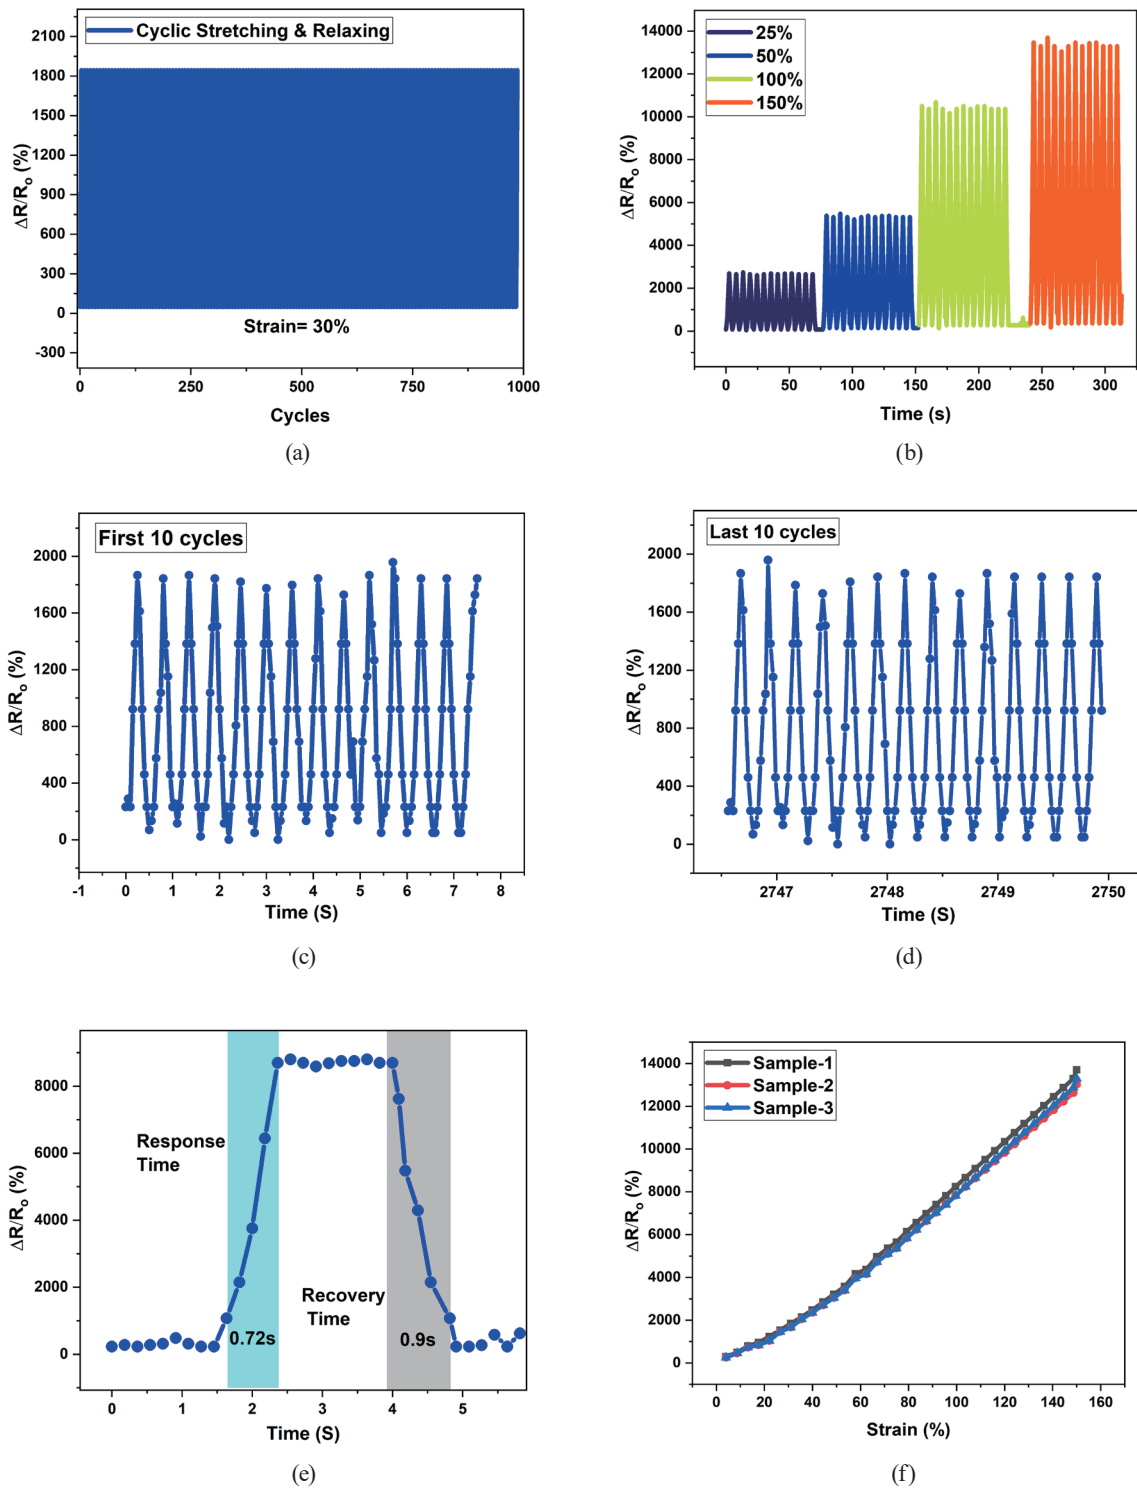 Cyclic Stretching & Relaxing
2100
1800
1500
1200
900
600
300
0
-300
ΔR/Ro (%)
Strain= 30%
0
250
500
750
1000
Cycles
(a)
25%
50%
100%
150%
14000
12000
10000
8000
6000
4000
2000
0
ΔR/Ro (%)
0
50
100
150
200
250
300
Time (s)
(b)
First 10 cycles
2000
1600
1200
800
400
0
ΔR/Ro (%)
-1
0
1
2
3
4
5
6
7
8
Time (S)
(c)
Last 10 cycles
2000
1600
1200
800
400
0
ΔR/Ro (%)
2747
2748
2749
2750
Time (S)
(d)
8000
6000
4000
2000
0
ΔR/Ro (%)
Response
Time
Recovery
Time
0.72s
0.9s
0
1
2
3
4
5
Time (S)
(e)
Sample-1
Sample-2
Sample-3
14000
12000
10000
8000
6000
4000
2000
0
ΔR/Ro (%)
0
20
40
60
80
100
120
140
160
Strain (%)
(f)